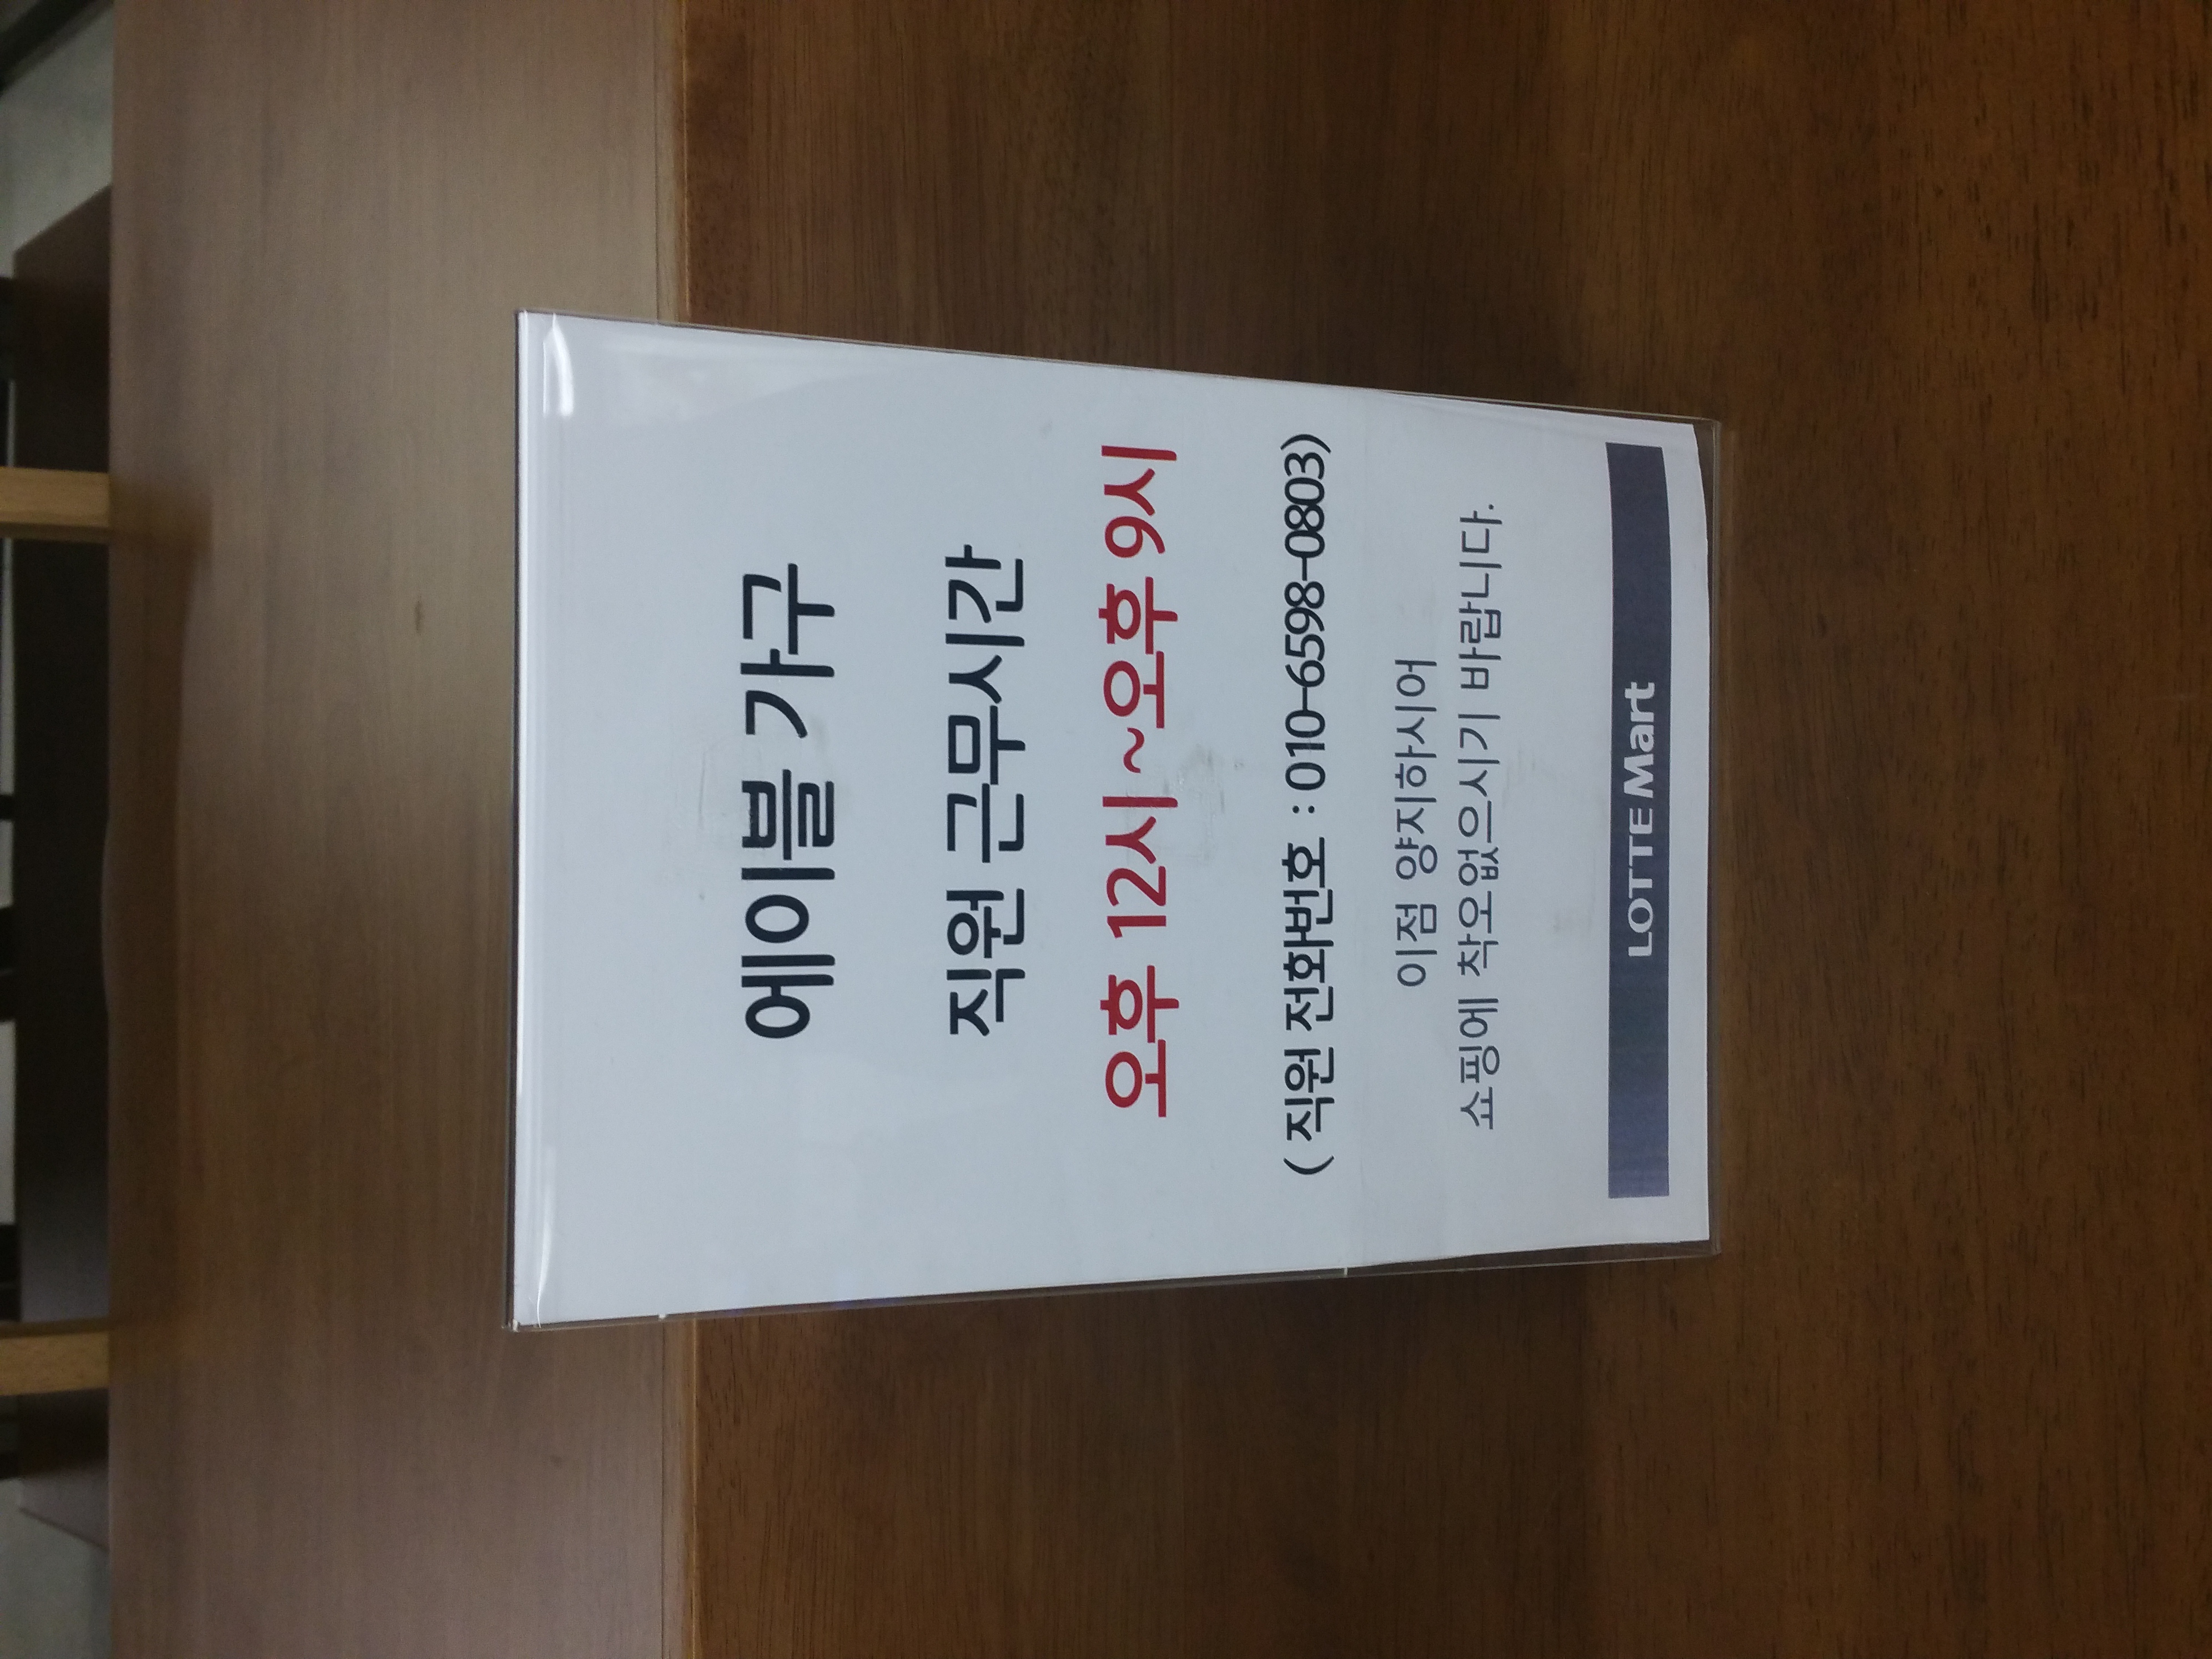 에이블 가구
직원 근무시간
오후 12시~오후 9시
( 직원 전화번호 : 010-6598-0803)
이점 양지하시어
쇼핑에 착오없으시기 바랍니다.
LOTTE Mart